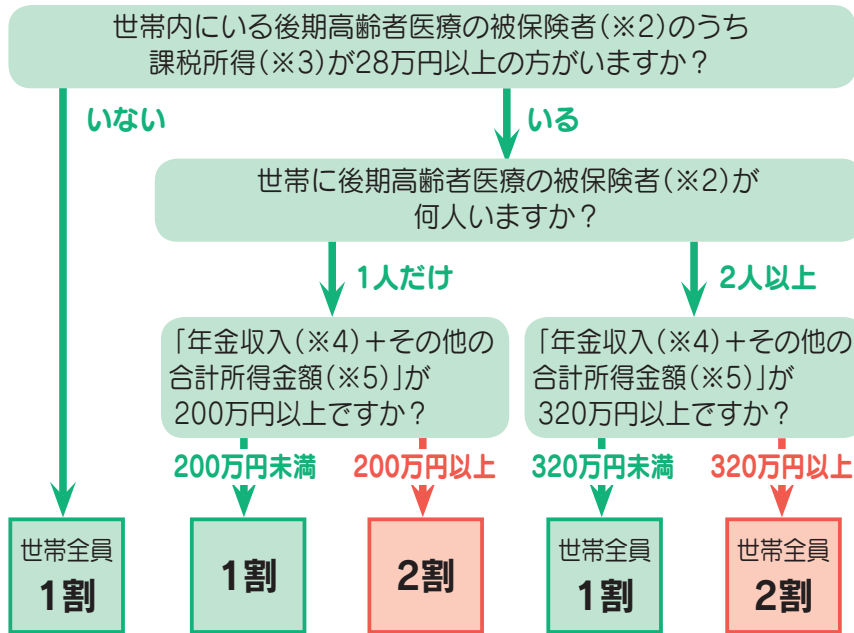 世帯内にいる後期高齢者医療の被保険者(※2)のうち
課税所得(※3)が28万円以上の方がいますか？
いない
いる
世帯に後期高齢者医療の被保険者(※2)が
何人いますか？
1人だけ
2人以上
「年金収入(※4)＋その他の
合計所得金額(※5)」が
200万円以上ですか？
「年金収入(※4)＋その他の
合計所得金額(※5)」が
320万円以上ですか？
200万円未満
200万円以上
320万円未満
320万円以上
世帯全員
1割
1割
2割
世帯全員
1割
世帯全員
2割